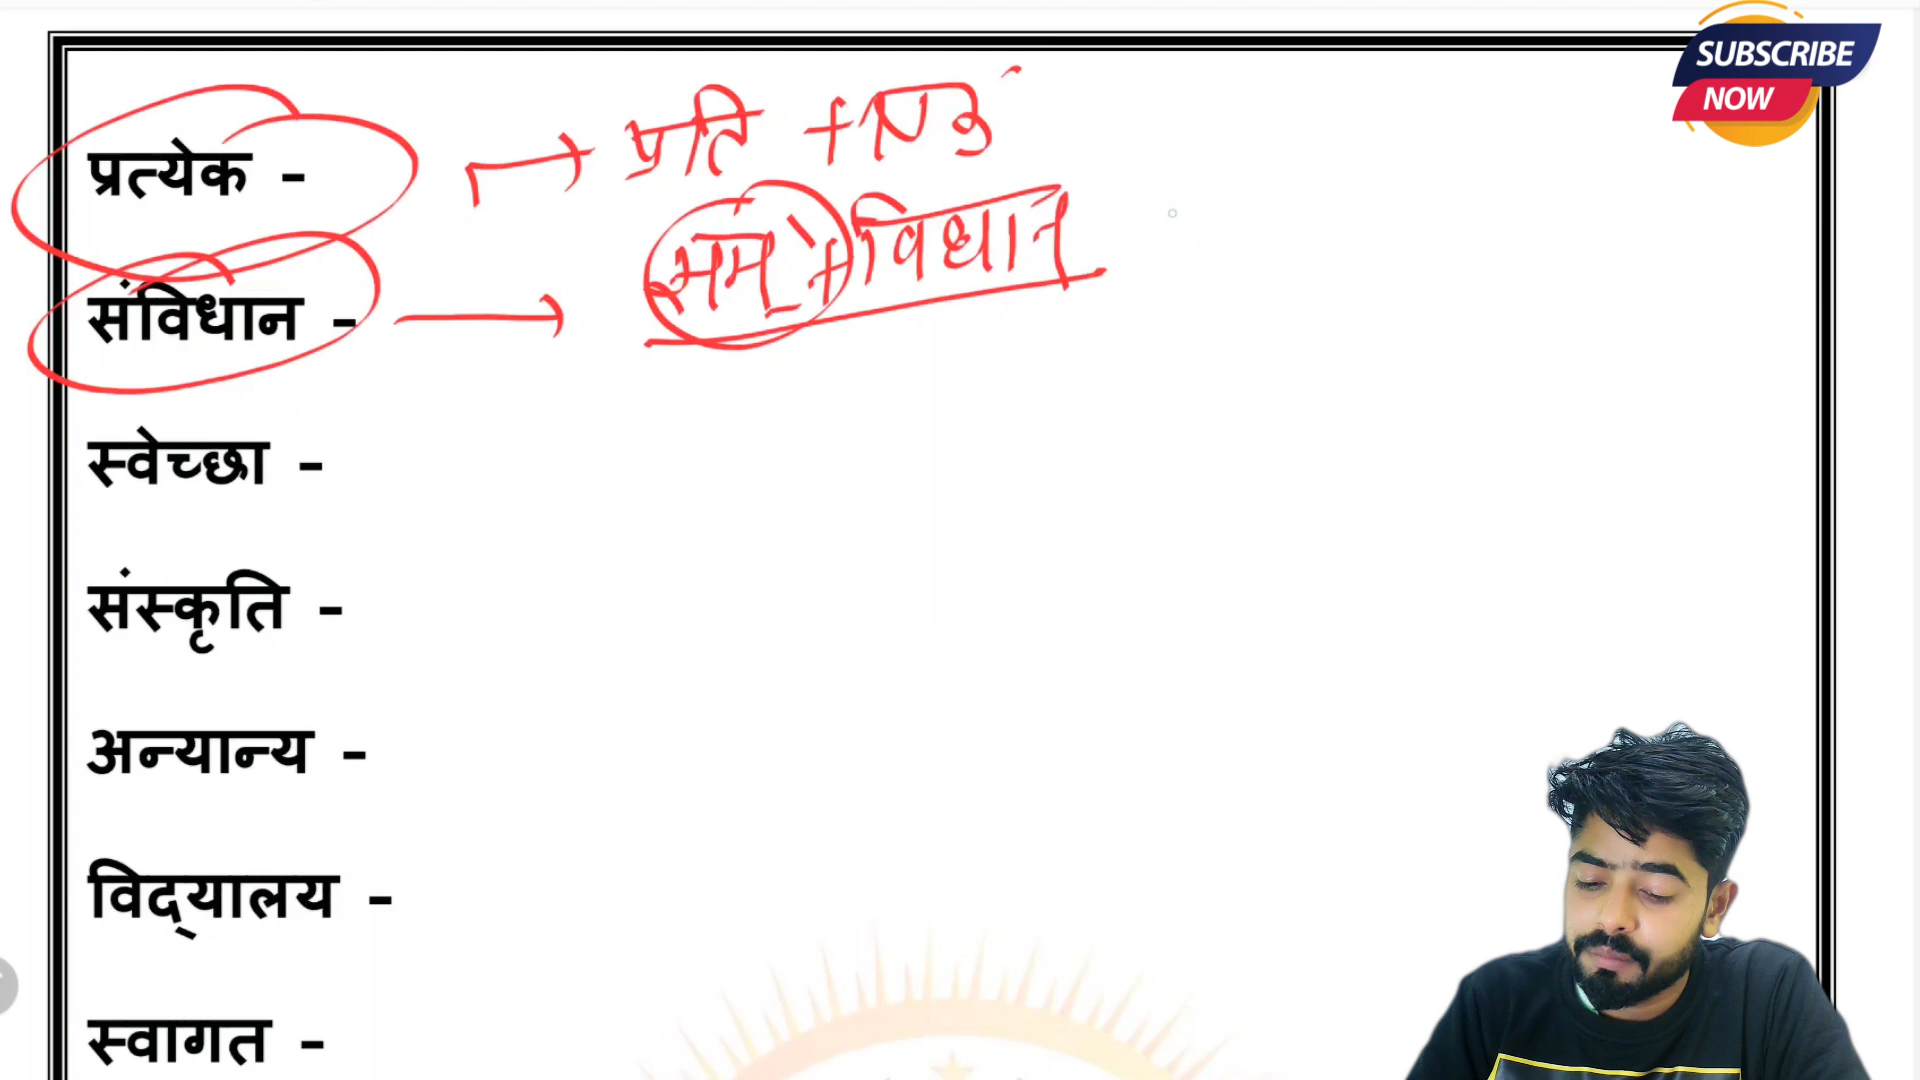 SUBSCRIBE
NOW
प्रत्येक - प्रति + एक
संविधान - सम् + विधान
स्वेच्छा -
संस्कृति -
अन्यान्य -
विद्यालय -
स्वागत -